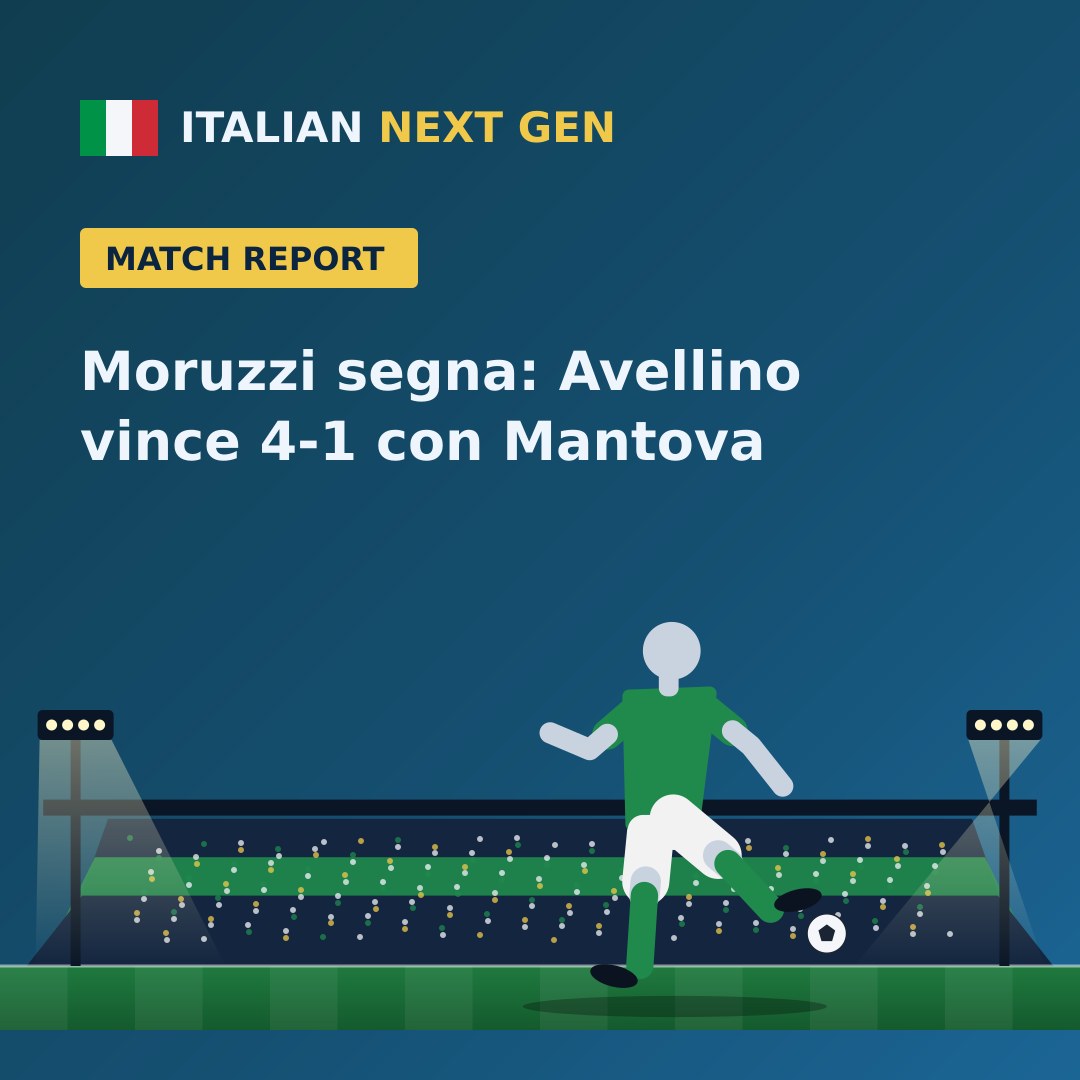 ITALIAN NEXT GEN
MATCH REPORT
Moruzzi segna: Avellino
vince 4-1 con Mantova